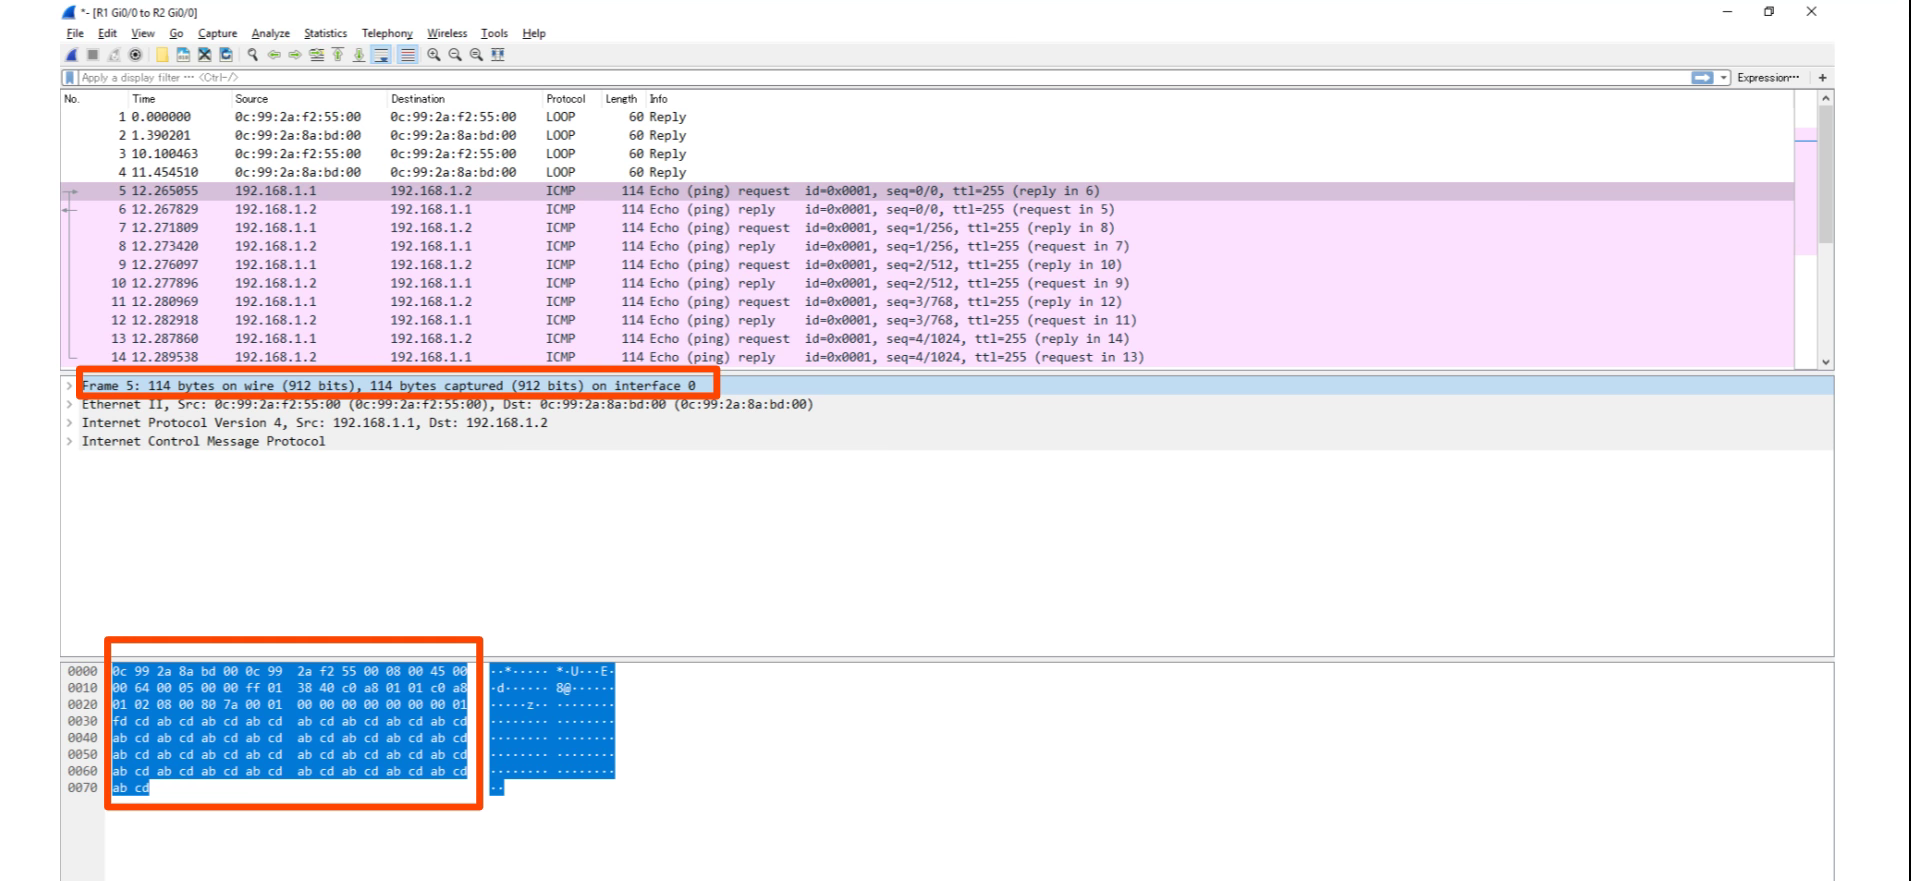 *- [R1 Gi0/0 to R2 Gi0/0]
File Edit View Go Capture Analyze Statistics Telephony Wireless Tools Help
Apply a display filter ··· <Ctrl-/> Expression··· +
No. Time Source Destination Protocol Length Info
1 0.000000 0c:99:2a:f2:55:00 0c:99:2a:f2:55:00 LOOP 60 Reply
2 1.390201 0c:99:2a:8a:bd:00 0c:99:2a:8a:bd:00 LOOP 60 Reply
3 10.100463 0c:99:2a:f2:55:00 0c:99:2a:f2:55:00 LOOP 60 Reply
4 11.454510 0c:99:2a:8a:bd:00 0c:99:2a:8a:bd:00 LOOP 60 Reply
5 12.265055 192.168.1.1 192.168.1.2 ICMP 114 Echo (ping) request id=0x0001, seq=0/0, ttl=255 (reply in 6)
6 12.267829 192.168.1.2 192.168.1.1 ICMP 114 Echo (ping) reply id=0x0001, seq=0/0, ttl=255 (request in 5)
7 12.271809 192.168.1.1 192.168.1.2 ICMP 114 Echo (ping) request id=0x0001, seq=1/256, ttl=255 (reply in 8)
8 12.273420 192.168.1.2 192.168.1.1 ICMP 114 Echo (ping) reply id=0x0001, seq=1/256, ttl=255 (request in 7)
9 12.276097 192.168.1.1 192.168.1.2 ICMP 114 Echo (ping) request id=0x0001, seq=2/512, ttl=255 (reply in 10)
10 12.277896 192.168.1.2 192.168.1.1 ICMP 114 Echo (ping) reply id=0x0001, seq=2/512, ttl=255 (request in 9)
11 12.280969 192.168.1.1 192.168.1.2 ICMP 114 Echo (ping) request id=0x0001, seq=3/768, ttl=255 (reply in 12)
12 12.282918 192.168.1.2 192.168.1.1 ICMP 114 Echo (ping) reply id=0x0001, seq=3/768, ttl=255 (request in 11)
13 12.287860 192.168.1.1 192.168.1.2 ICMP 114 Echo (ping) request id=0x0001, seq=4/1024, ttl=255 (reply in 14)
14 12.289538 192.168.1.2 192.168.1.1 ICMP 114 Echo (ping) reply id=0x0001, seq=4/1024, ttl=255 (request in 13)
Frame 5: 114 bytes on wire (912 bits), 114 bytes captured (912 bits) on interface 0
Ethernet II, Src: 0c:99:2a:f2:55:00 (0c:99:2a:f2:55:00), Dst: 0c:99:2a:8a:bd:00 (0c:99:2a:8a:bd:00)
Internet Protocol Version 4, Src: 192.168.1.1, Dst: 192.168.1.2
Internet Control Message Protocol
0000 0c 99 2a 8a bd 00 0c 99 2a f2 55 00 08 00 45 00 ··*····· *·U···E·
0010 00 64 00 05 00 00 ff 01 38 40 c0 a8 01 01 c0 a8 ·d······ 8@······
0020 01 02 08 00 80 7a 00 01 00 00 00 00 00 00 00 01 ·····z·· ········
0030 fd cd ab cd ab cd ab cd ab cd ab cd ab cd ab cd ········ ········
0040 ab cd ab cd ab cd ab cd ab cd ab cd ab cd ab cd ········ ········
0050 ab cd ab cd ab cd ab cd ab cd ab cd ab cd ab cd ········ ········
0060 ab cd ab cd ab cd ab cd ab cd ab cd ab cd ab cd ········ ········
0070 ab cd ··